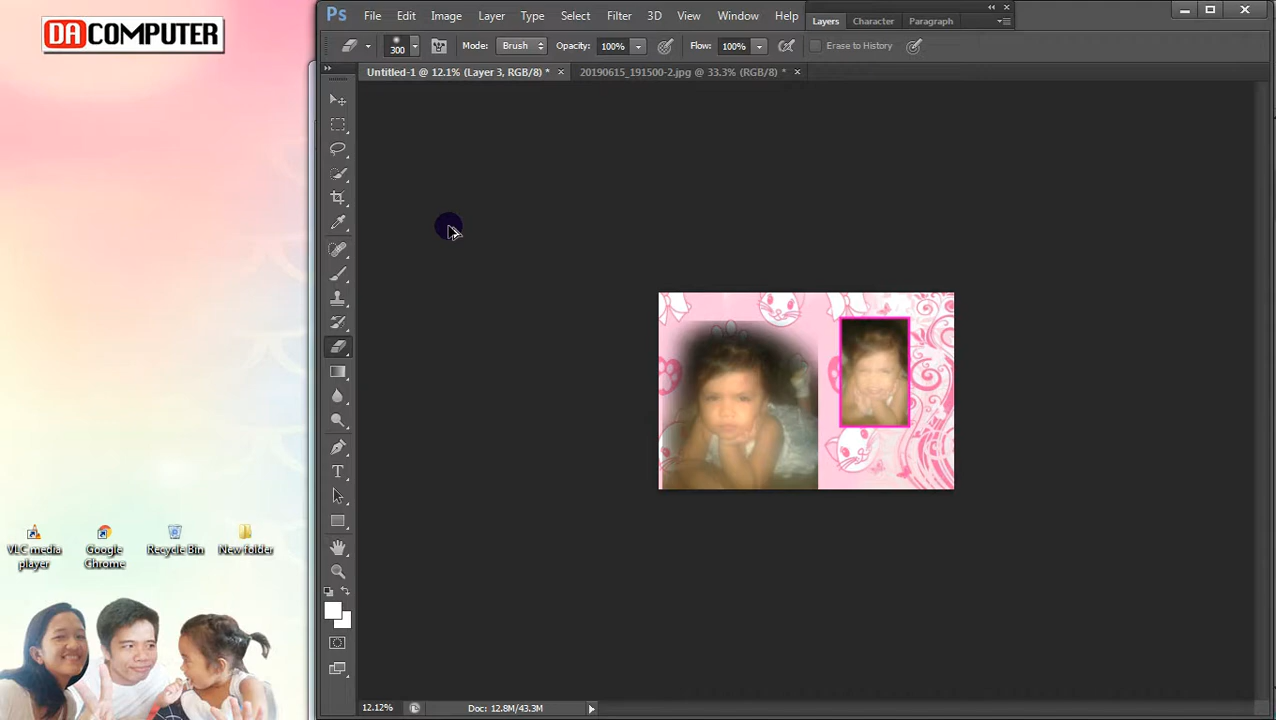 DACOMPUTER
Ps File Edit Image Layer Type Select Filter 3D View Window Help
Layers Character Paragraph
300 Mode: Brush Opacity: 100% Flow: 100% Erase to History
Untitled-1 @ 12.1% (Layer 3, RGB/8) * × 20190615_191500-2.jpg @ 33.3% (RGB/8) * ×
VLC media player
Google Chrome
Recycle Bin
New folder
12.12% Doc: 12.8M/43.3M